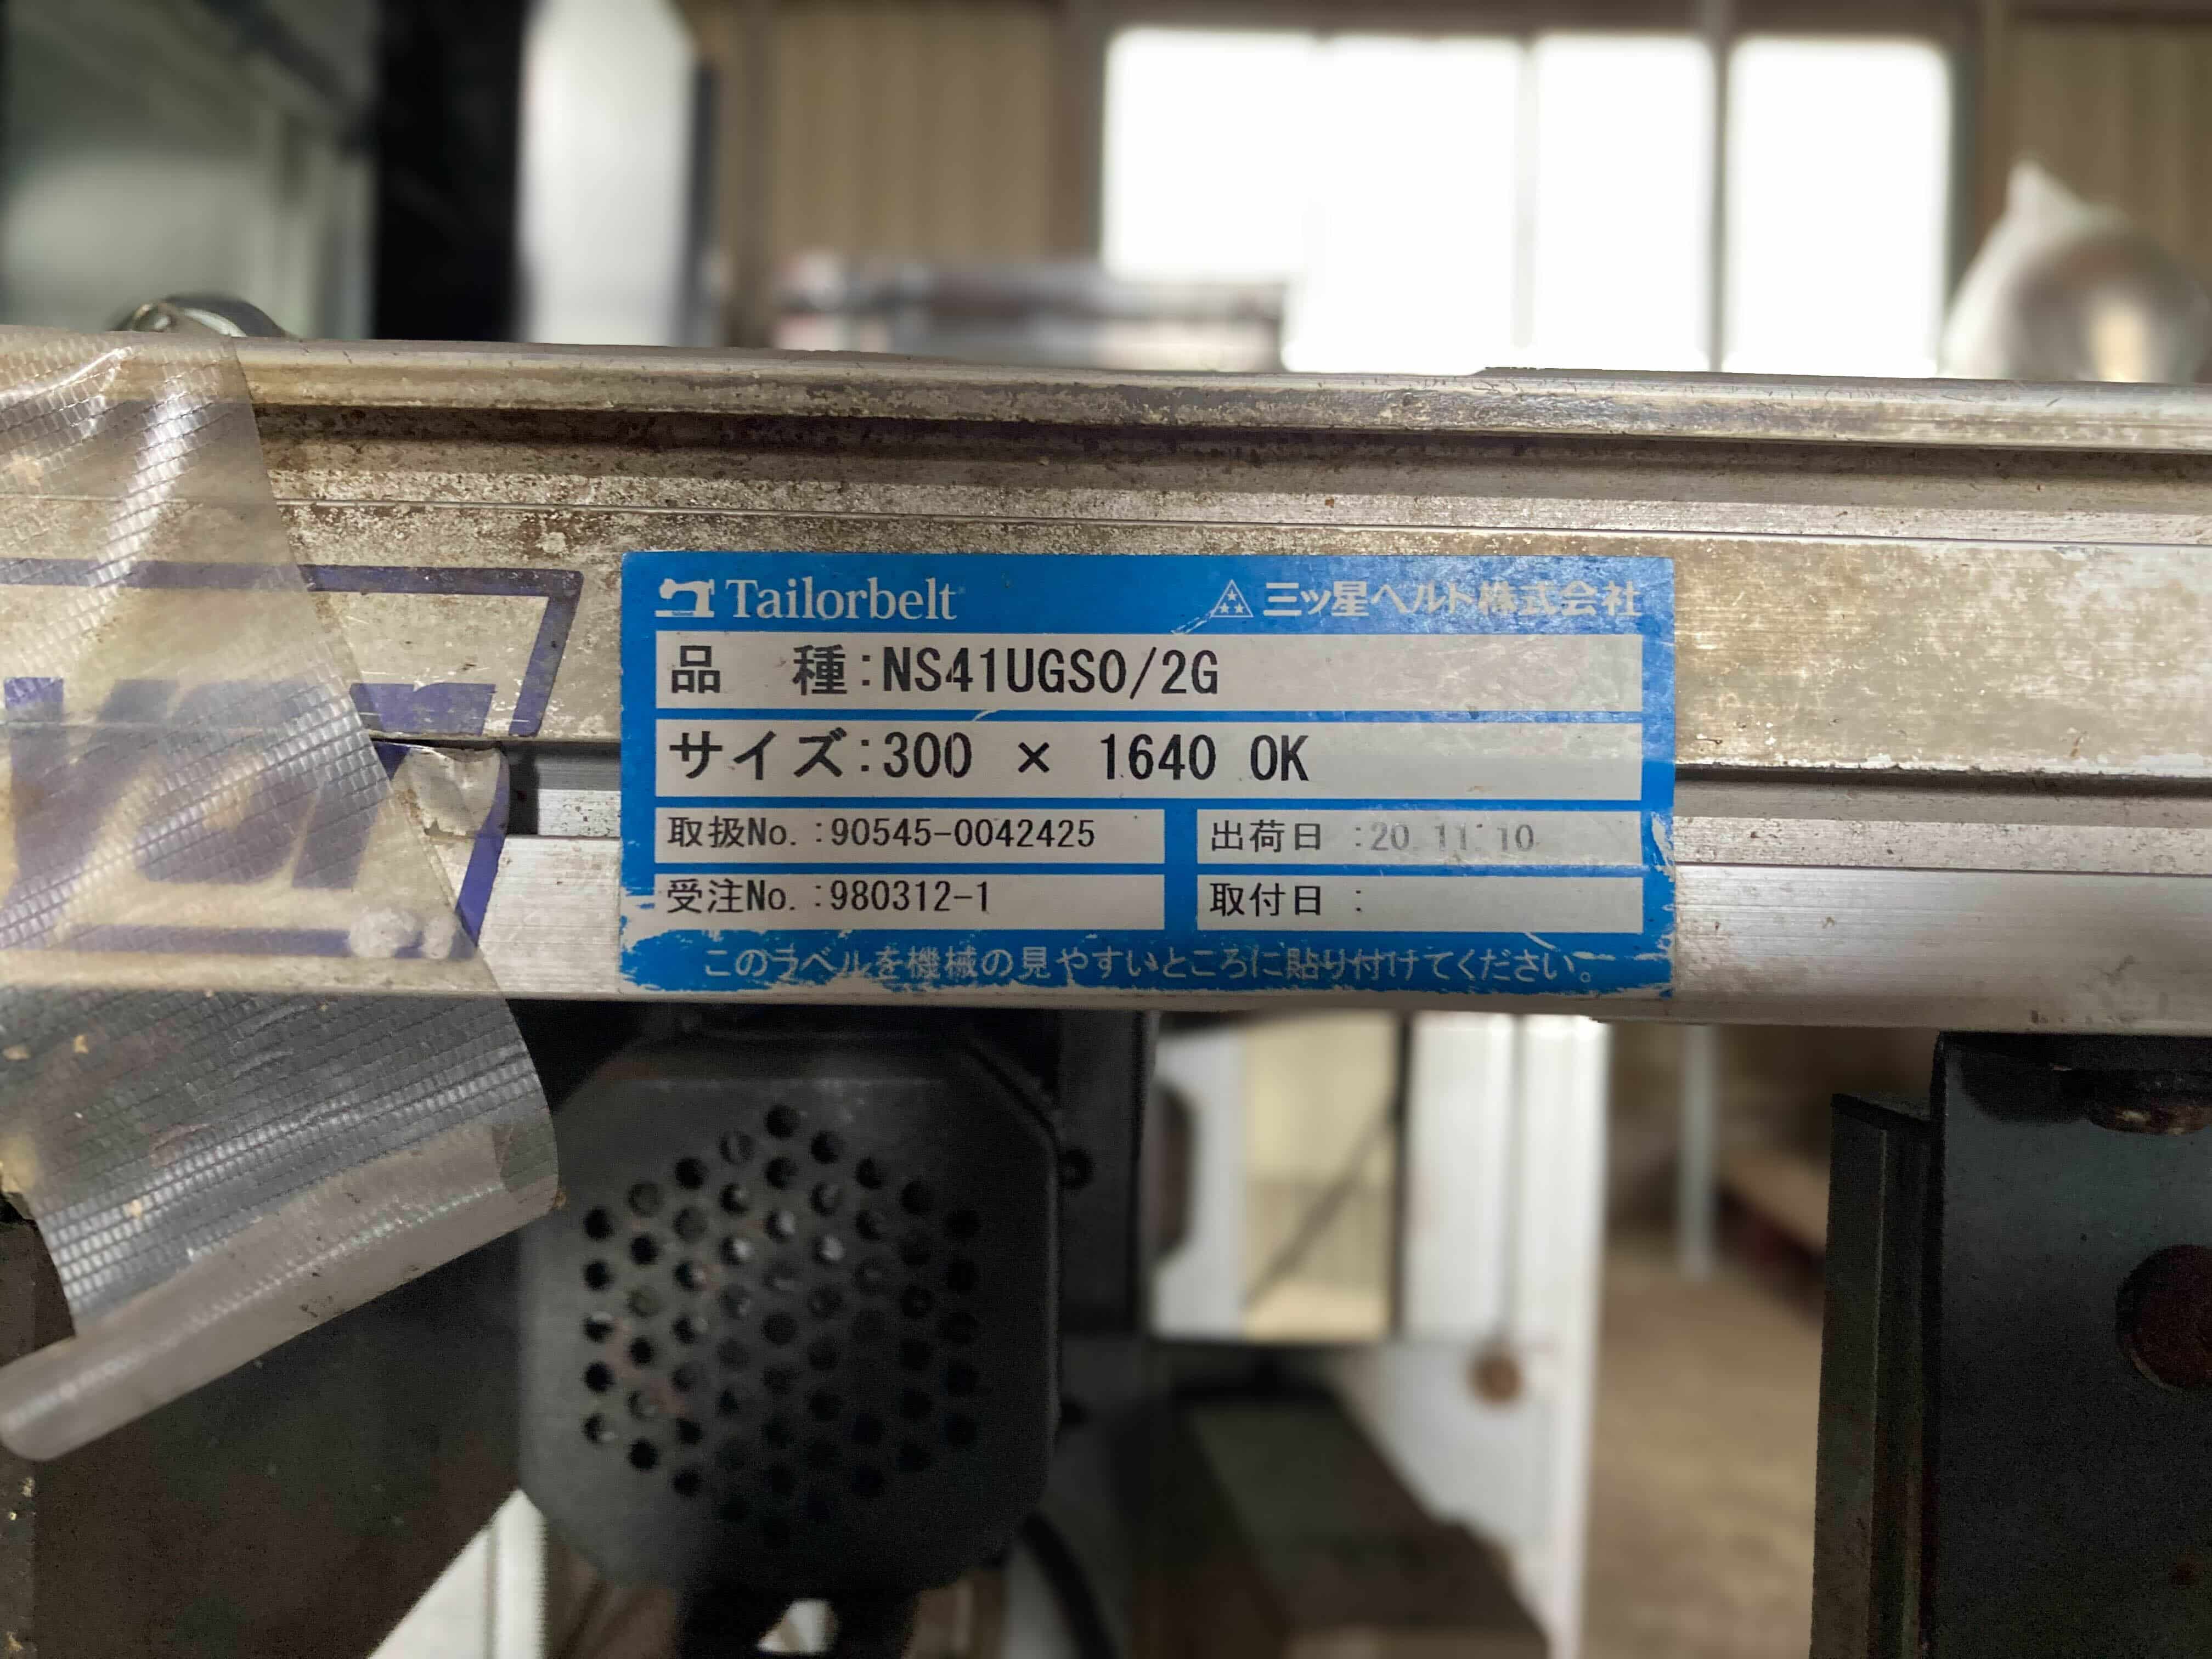 Tailorbelt 三ツ星ベルト株式会社
品 種:NS41UGS0/2G
サイズ:300 × 1640 OK
取扱No. :90545-0042425 出荷日 :20.11.10
受注No. :980312-1 取付日 :
このラベルを機械の見やすいところに貼り付けてください。